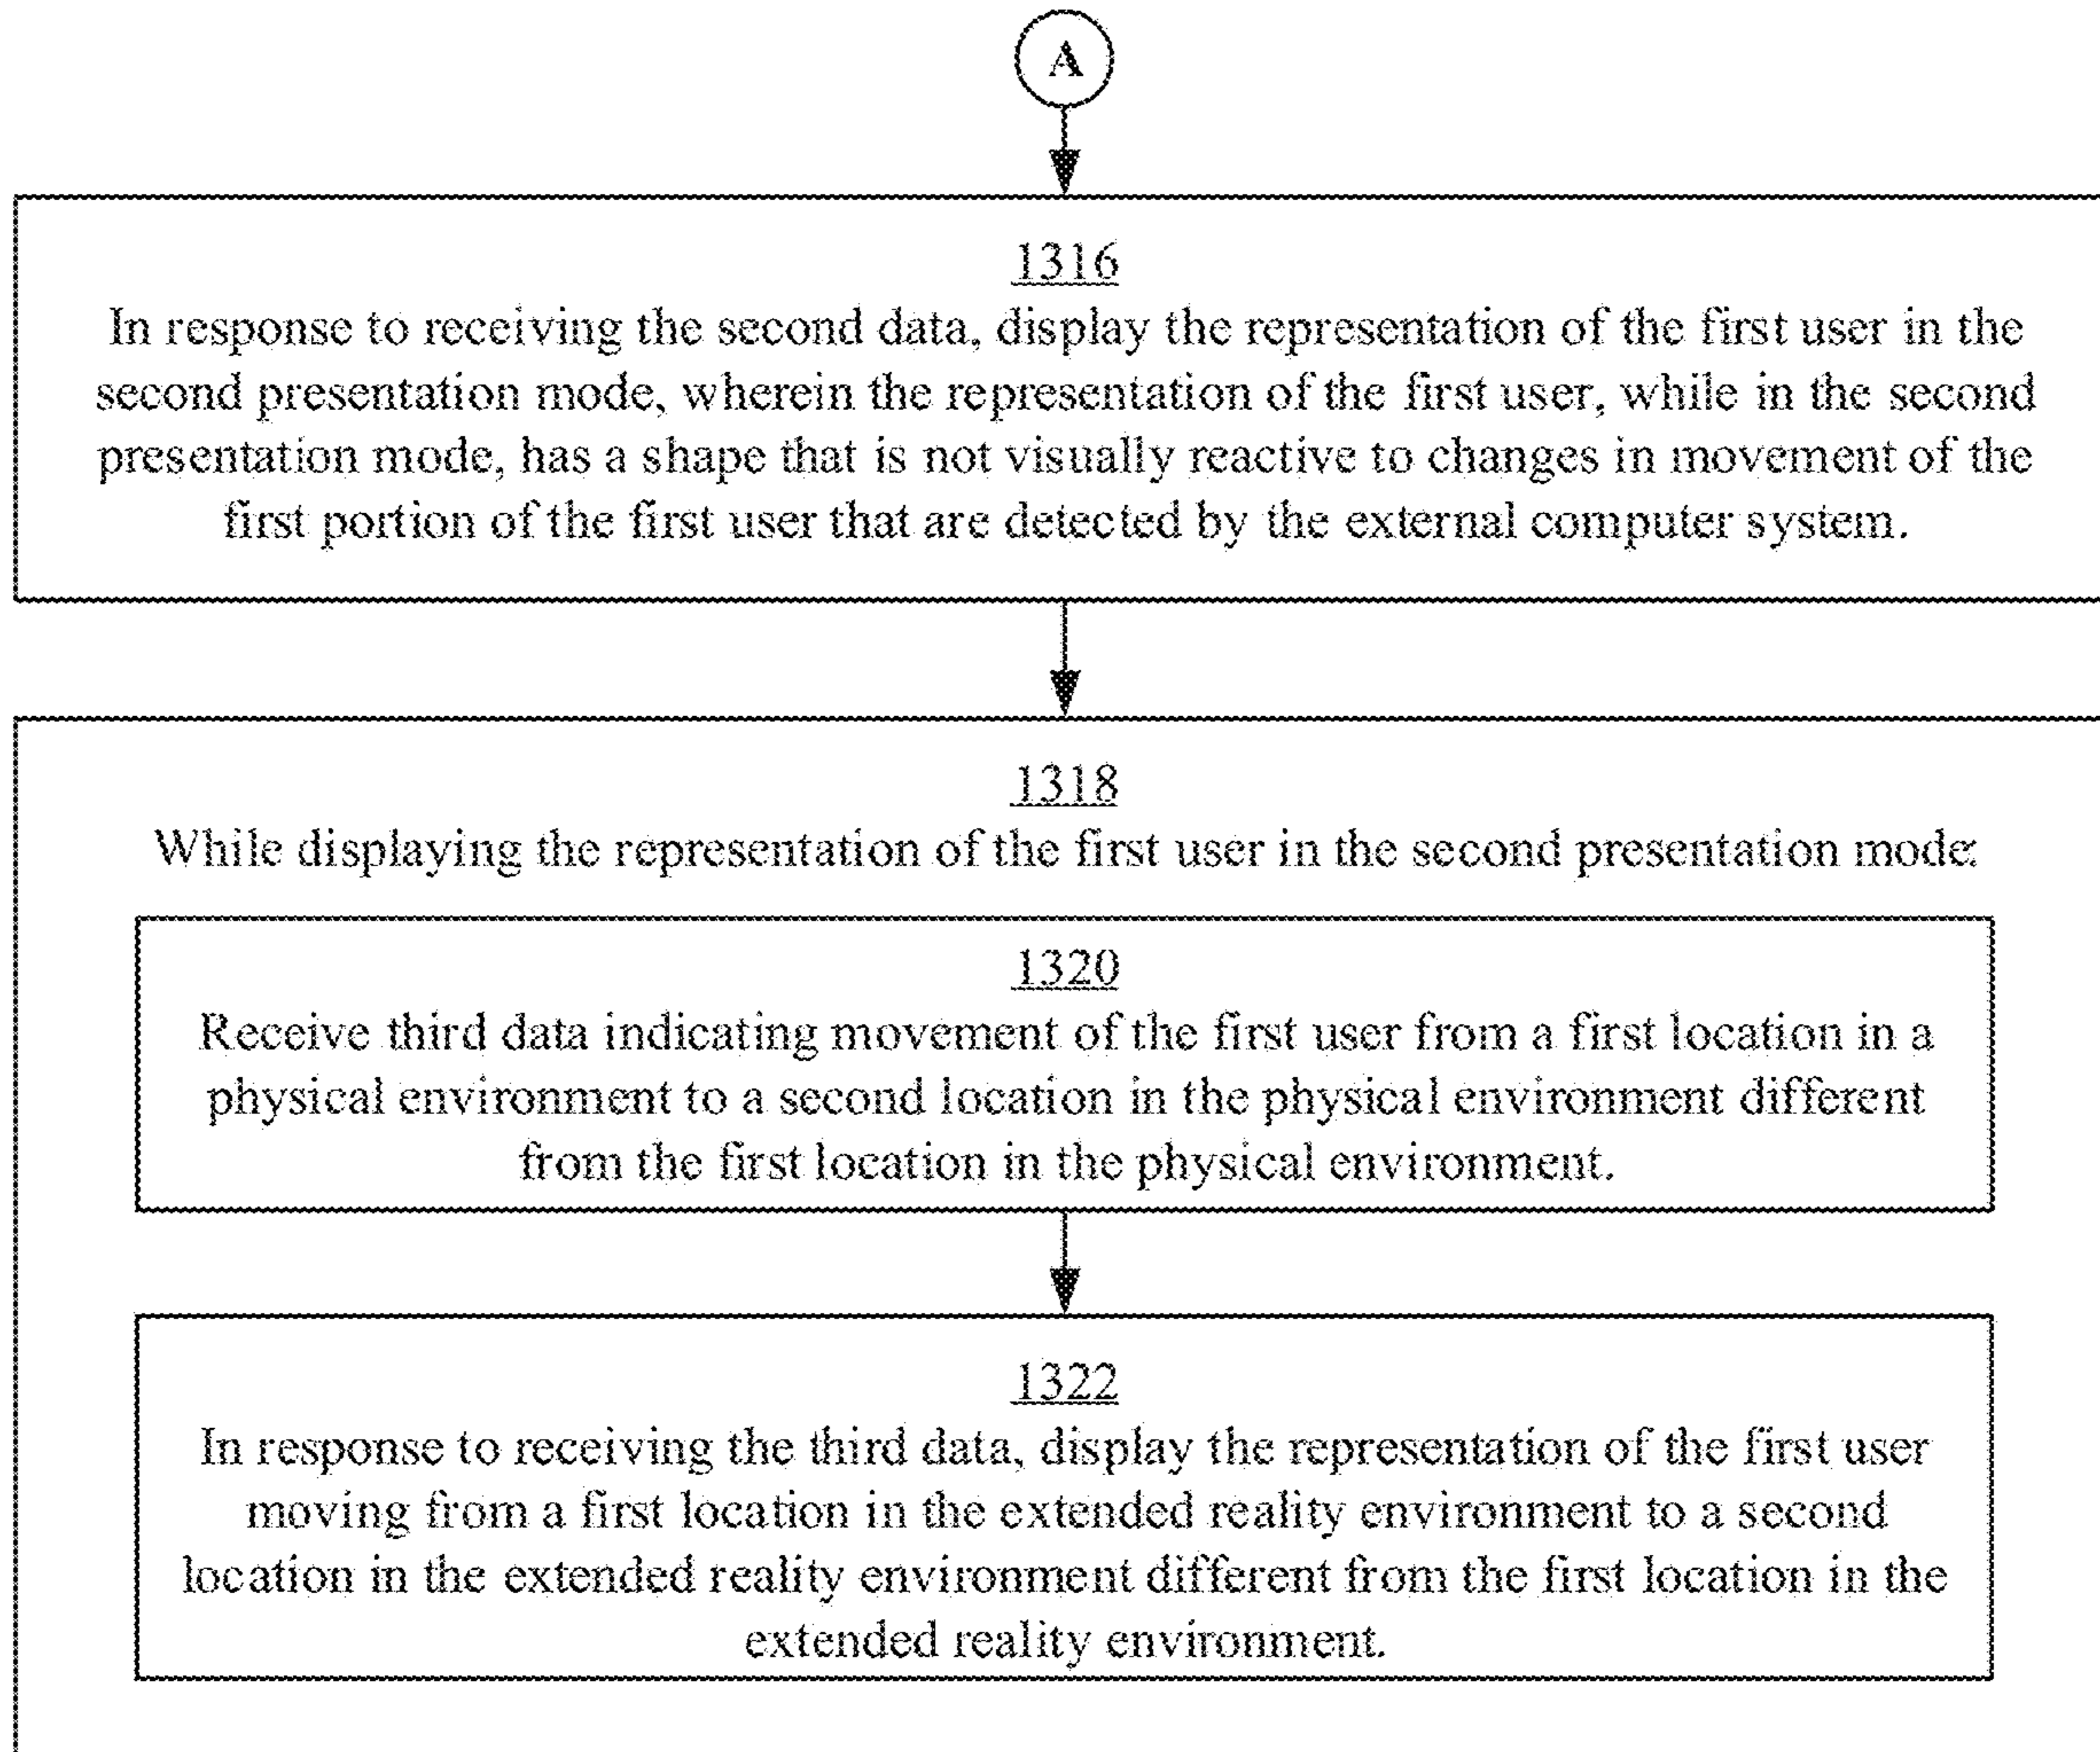 A
1316
In response to receiving the second data, display the representation of the first user in the
second presentation mode, wherein the representation of the first user, while in the second
presentation mode, has a shape that is not visually reactive to changes in movement of the
first portion of the first user that are detected by the external computer system.
1318
While displaying the representation of the first user in the second presentation mode:
1320
Receive third data indicating movement of the first user from a first location in a
physical environment to a second location in the physical environment different
from the first location in the physical environment.
1322
In response to receiving the third data, display the representation of the first user
moving from a first location in the extended reality environment to a second
location in the extended reality environment different from the first location in the
extended reality environment.